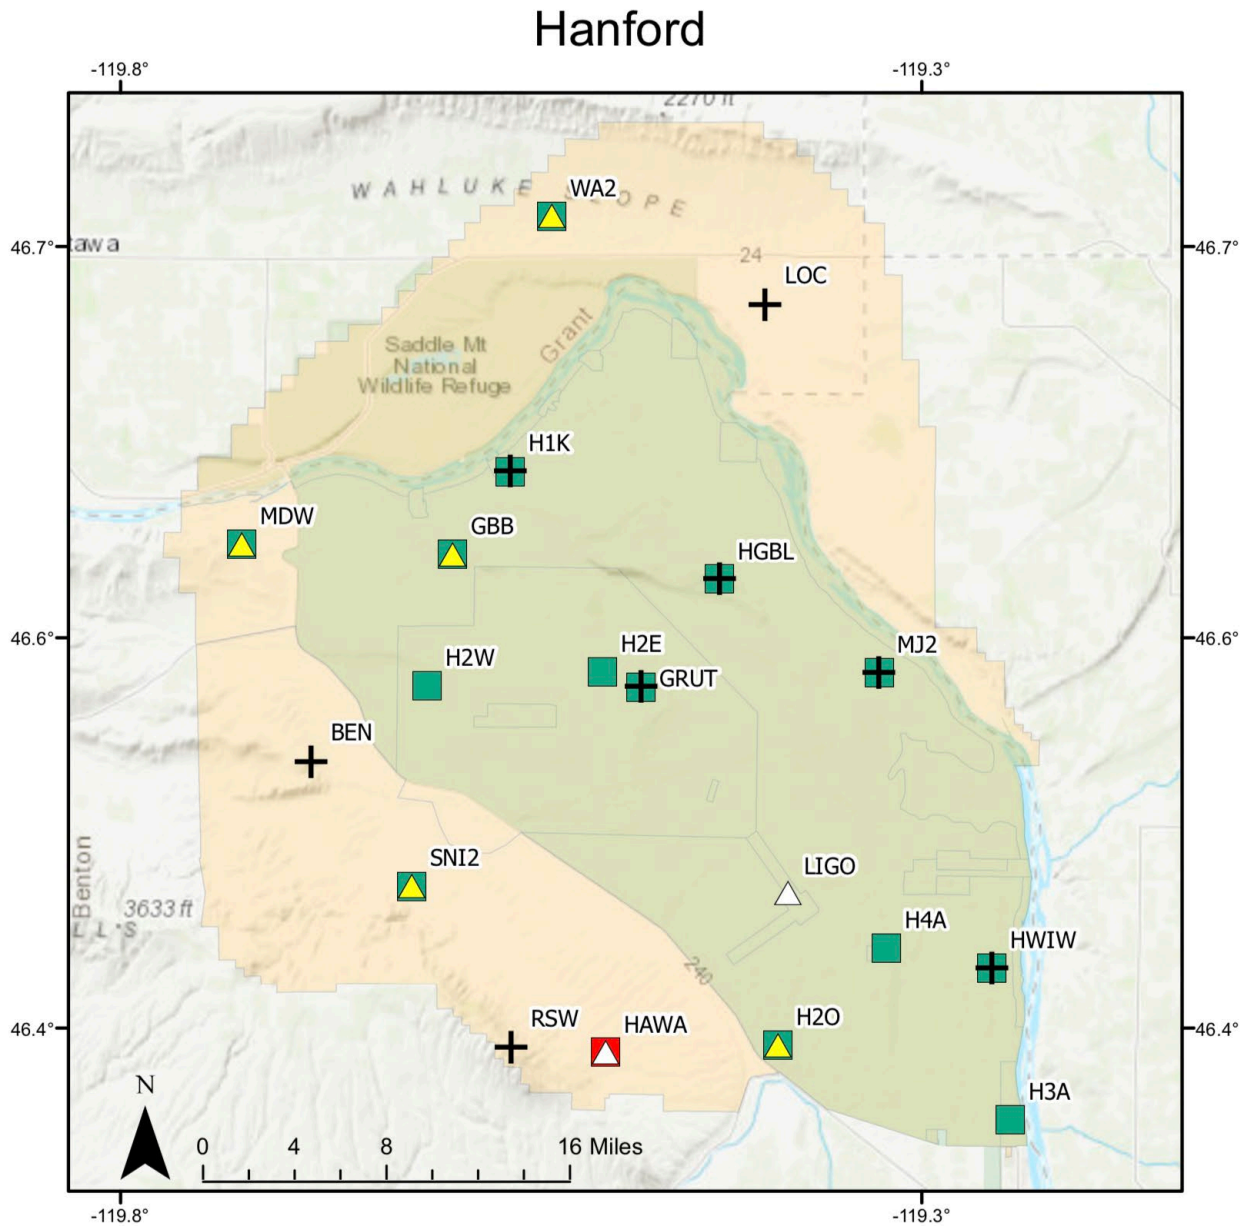 Hanford
-119.8°
-119.3°
2270 ft
WAHLUKE SLOPE
WA2
46.7°
tawa
46.7°
24
LOC
Grant
Saddle Mt
National
Wildlife Refuge
H1K
MDW
GBB
HGBL
46.6°
46.6°
H2E
MJ2
H2W
GRUT
BEN
SNI2
LIGO
Benton
3633 ft
LL'S
H4A
HWIW
240
RSW
HAWA
H2O
46.4°
46.4°
N
H3A
0 4 8 16 Miles
-119.8°
-119.3°